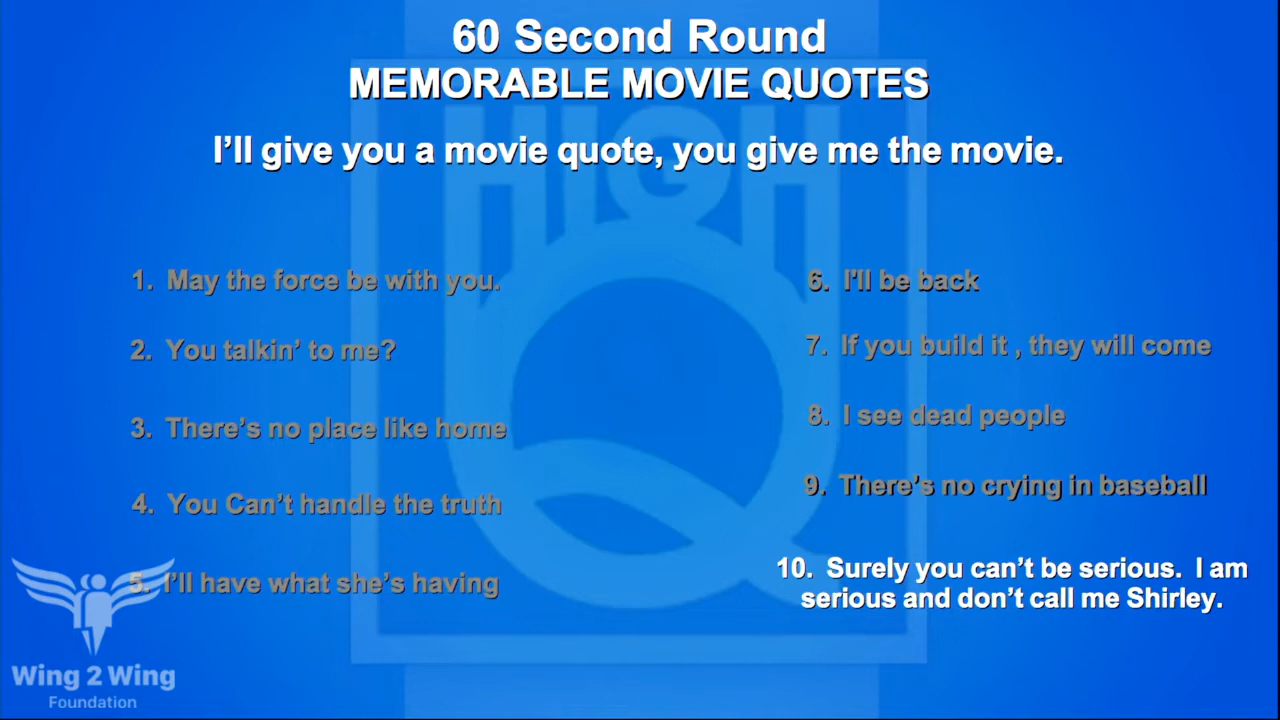 60 Second Round
MEMORABLE MOVIE QUOTES
I’ll give you a movie quote, you give me the movie.
HIGH
Q
1. May the force be with you.
2. You talkin’ to me?
3. There’s no place like home
4. You Can’t handle the truth
5. I’ll have what she’s having
6. I'll be back
7. If you build it , they will come
8. I see dead people
9. There’s no crying in baseball
10. Surely you can’t be serious. I am
serious and don’t call me Shirley.
Wing 2 Wing
Foundation